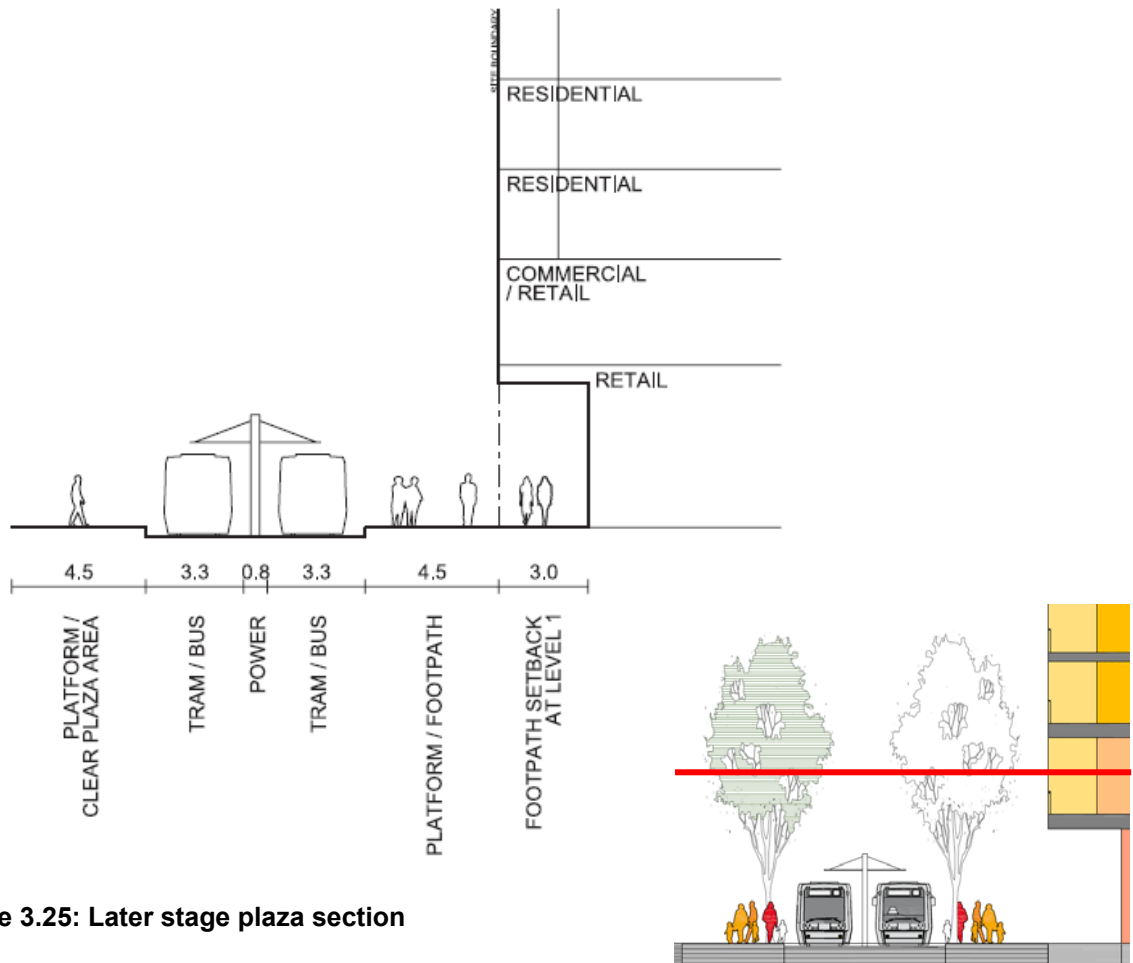 SITE BOUNDARY
RESIDENTIAL
RESIDENTIAL
COMMERCIAL
/ RETAIL
RETAIL
4.5
3.3
0.8
3.3
4.5
3.0
PLATFORM /
CLEAR PLAZA AREA
TRAM / BUS
POWER
TRAM / BUS
PLATFORM / FOOTPATH
FOOTPATH SETBACK
AT LEVEL 1
e 3.25: Later stage plaza section